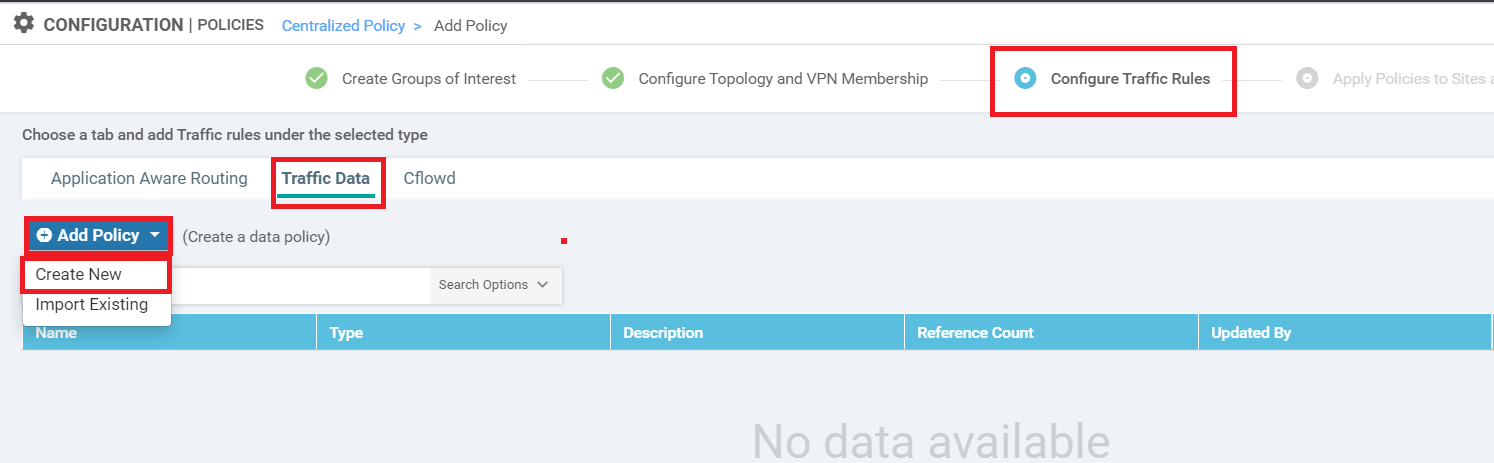 CONFIGURATION | POLICIES Centralized Policy > Add Policy
Create Groups of Interest Configure Topology and VPN Membership Configure Traffic Rules Apply Policies to Sites a
Choose a tab and add Traffic rules under the selected type
Application Aware Routing Traffic Data Cflowd
Add Policy (Create a data policy)
Create New
Search Options
Import Existing
Name Type Description Reference Count Updated By
No data available